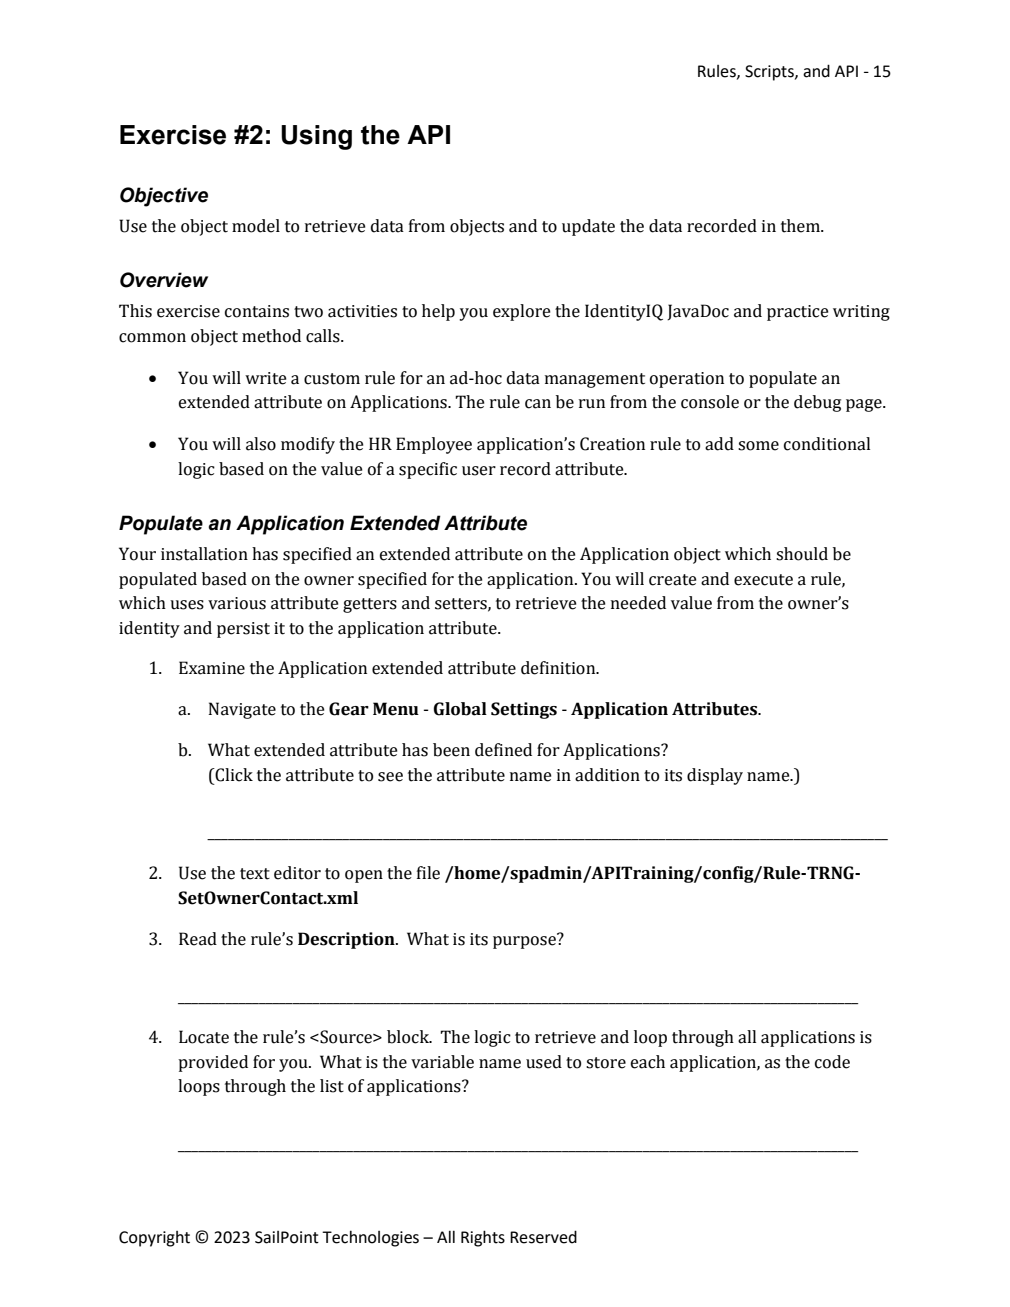 Rules, Scripts, and API - 15
Exercise #2: Using the API
Objective
Use the object model to retrieve data from objects and to update the data recorded in them.
Overview
This exercise contains two activities to help you explore the IdentityIQ JavaDoc and practice writing
common object method calls.
• You will write a custom rule for an ad-hoc data management operation to populate an
extended attribute on Applications. The rule can be run from the console or the debug page.
• You will also modify the HR Employee application's Creation rule to add some conditional
logic based on the value of a specific user record attribute.
Populate an Application Extended Attribute
Your installation has specified an extended attribute on the Application object which should be
populated based on the owner specified for the application. You will create and execute a rule,
which uses various attribute getters and setters, to retrieve the needed value from the owner's
identity and persist it to the application attribute.
1. Examine the Application extended attribute definition.
a. Navigate to the Gear Menu - Global Settings - Application Attributes.
b. What extended attribute has been defined for Applications?
(Click the attribute to see the attribute name in addition to its display name.)
2. Use the text editor to open the file /home/spadmin/APITraining/config/Rule-TRNG-
SetOwnerContact.xml
3. Read the rule's Description. What is its purpose?
4. Locate the rule's <Source> block. The logic to retrieve and loop through all applications is
provided for you. What is the variable name used to store each application, as the code
loops through the list of applications?
Copyright © 2023 SailPoint Technologies – All Rights Reserved